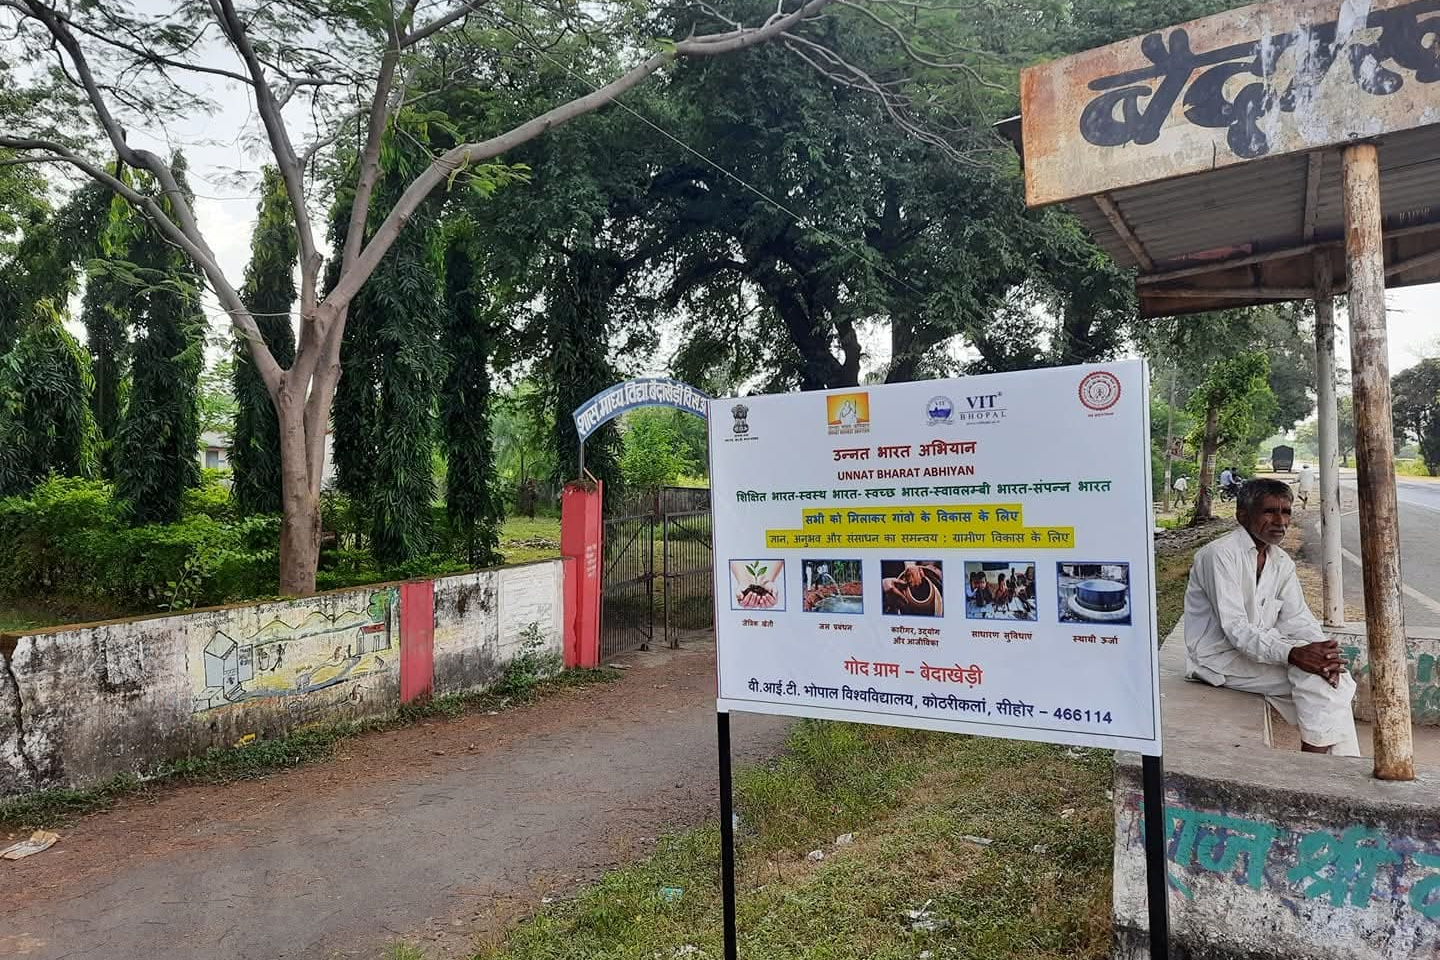 शास माध्य विद्या बेदाखेड़ी
VIT
BHOPAL
उन्नत भारत अभियान
UNNAT BHARAT ABHIYAN
शिक्षित भारत-स्वस्थ भारत- स्वच्छ भारत-स्वावलम्बी भारत-संपन्न भारत
सभी को मिलाकर गांवो के विकास के लिए
ज्ञान, अनुभव और संसाधन का समन्वय : ग्रामीण विकास के लिए
जैविक खेती
जल प्रबंधन
कारीगर, उद्योग
और आजीविका
साधारण सुविधाएं
स्थायी ऊर्जा
गोद ग्राम – बेदाखेड़ी
वी.आई.टी. भोपाल विश्वविद्यालय, कोठरीकलां, सीहोर – 466114
श्री